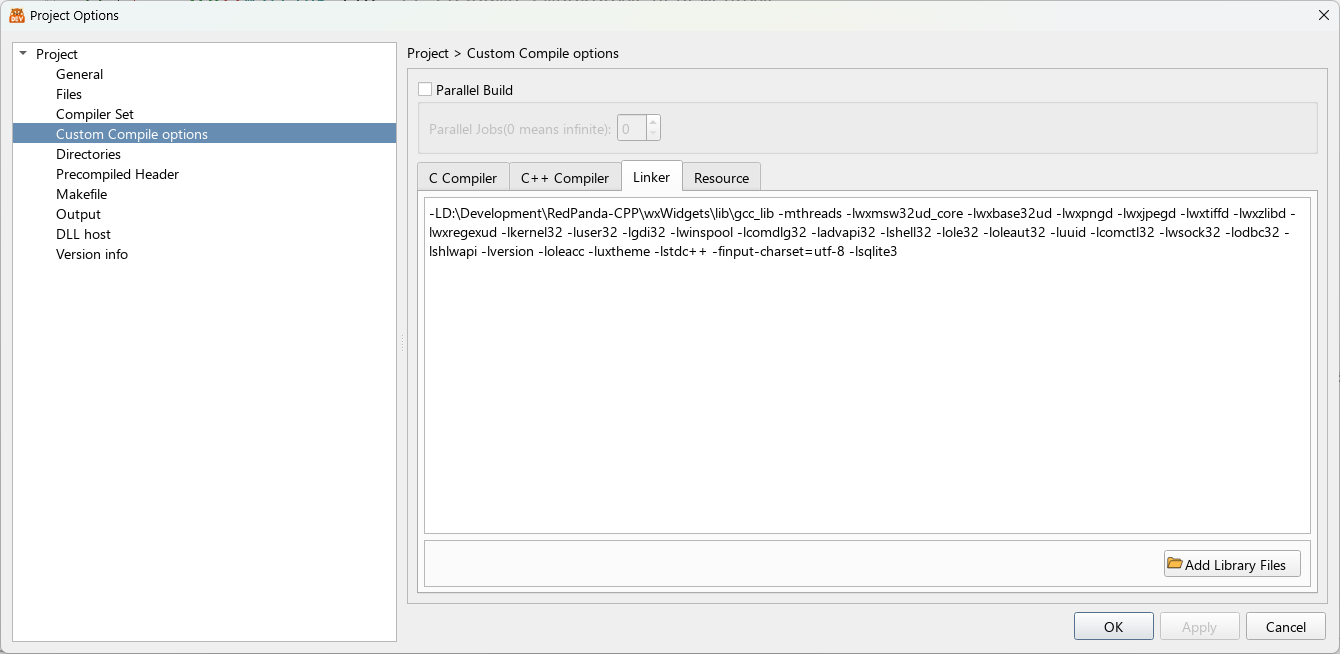 Project Options
Project
General
Files
Compiler Set
Custom Compile options
Directories
Precompiled Header
Makefile
Output
DLL host
Version info
Project > Custom Compile options
Parallel Build
Parallel Jobs(0 means infinite): 0
C Compiler C++ Compiler Linker Resource
-LD:\Development\RedPanda-CPP\wxWidgets\lib\gcc_lib -mthreads -lwxmsw32ud_core -lwxbase32ud -lwxpngd -lwxjpegd -lwxtiffd -lwxzlibd -
lwxregexud -lkernel32 -luser32 -lgdi32 -lwinspool -lcomdlg32 -ladvapi32 -lshell32 -lole32 -loleaut32 -luuid -lcomctl32 -lwsock32 -lodbc32 -
lshlwapi -lversion -loleacc -luxtheme -lstdc++ -finput-charset=utf-8 -lsqlite3
Add Library Files
OK Apply Cancel